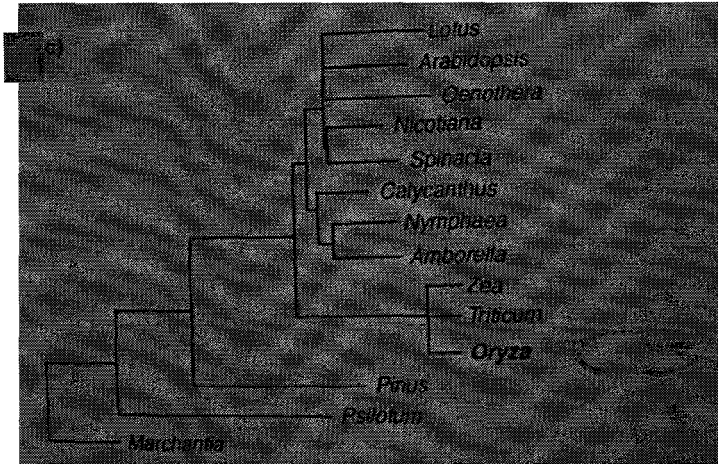 (c)
Lotus
Arabidopsis
Oenothera
Nicotiana
Spinacia
Calycanthus
Nymphaea
Amborella
Zea
Triticum
Oryza
Pinus
Psilotum
Marchantia